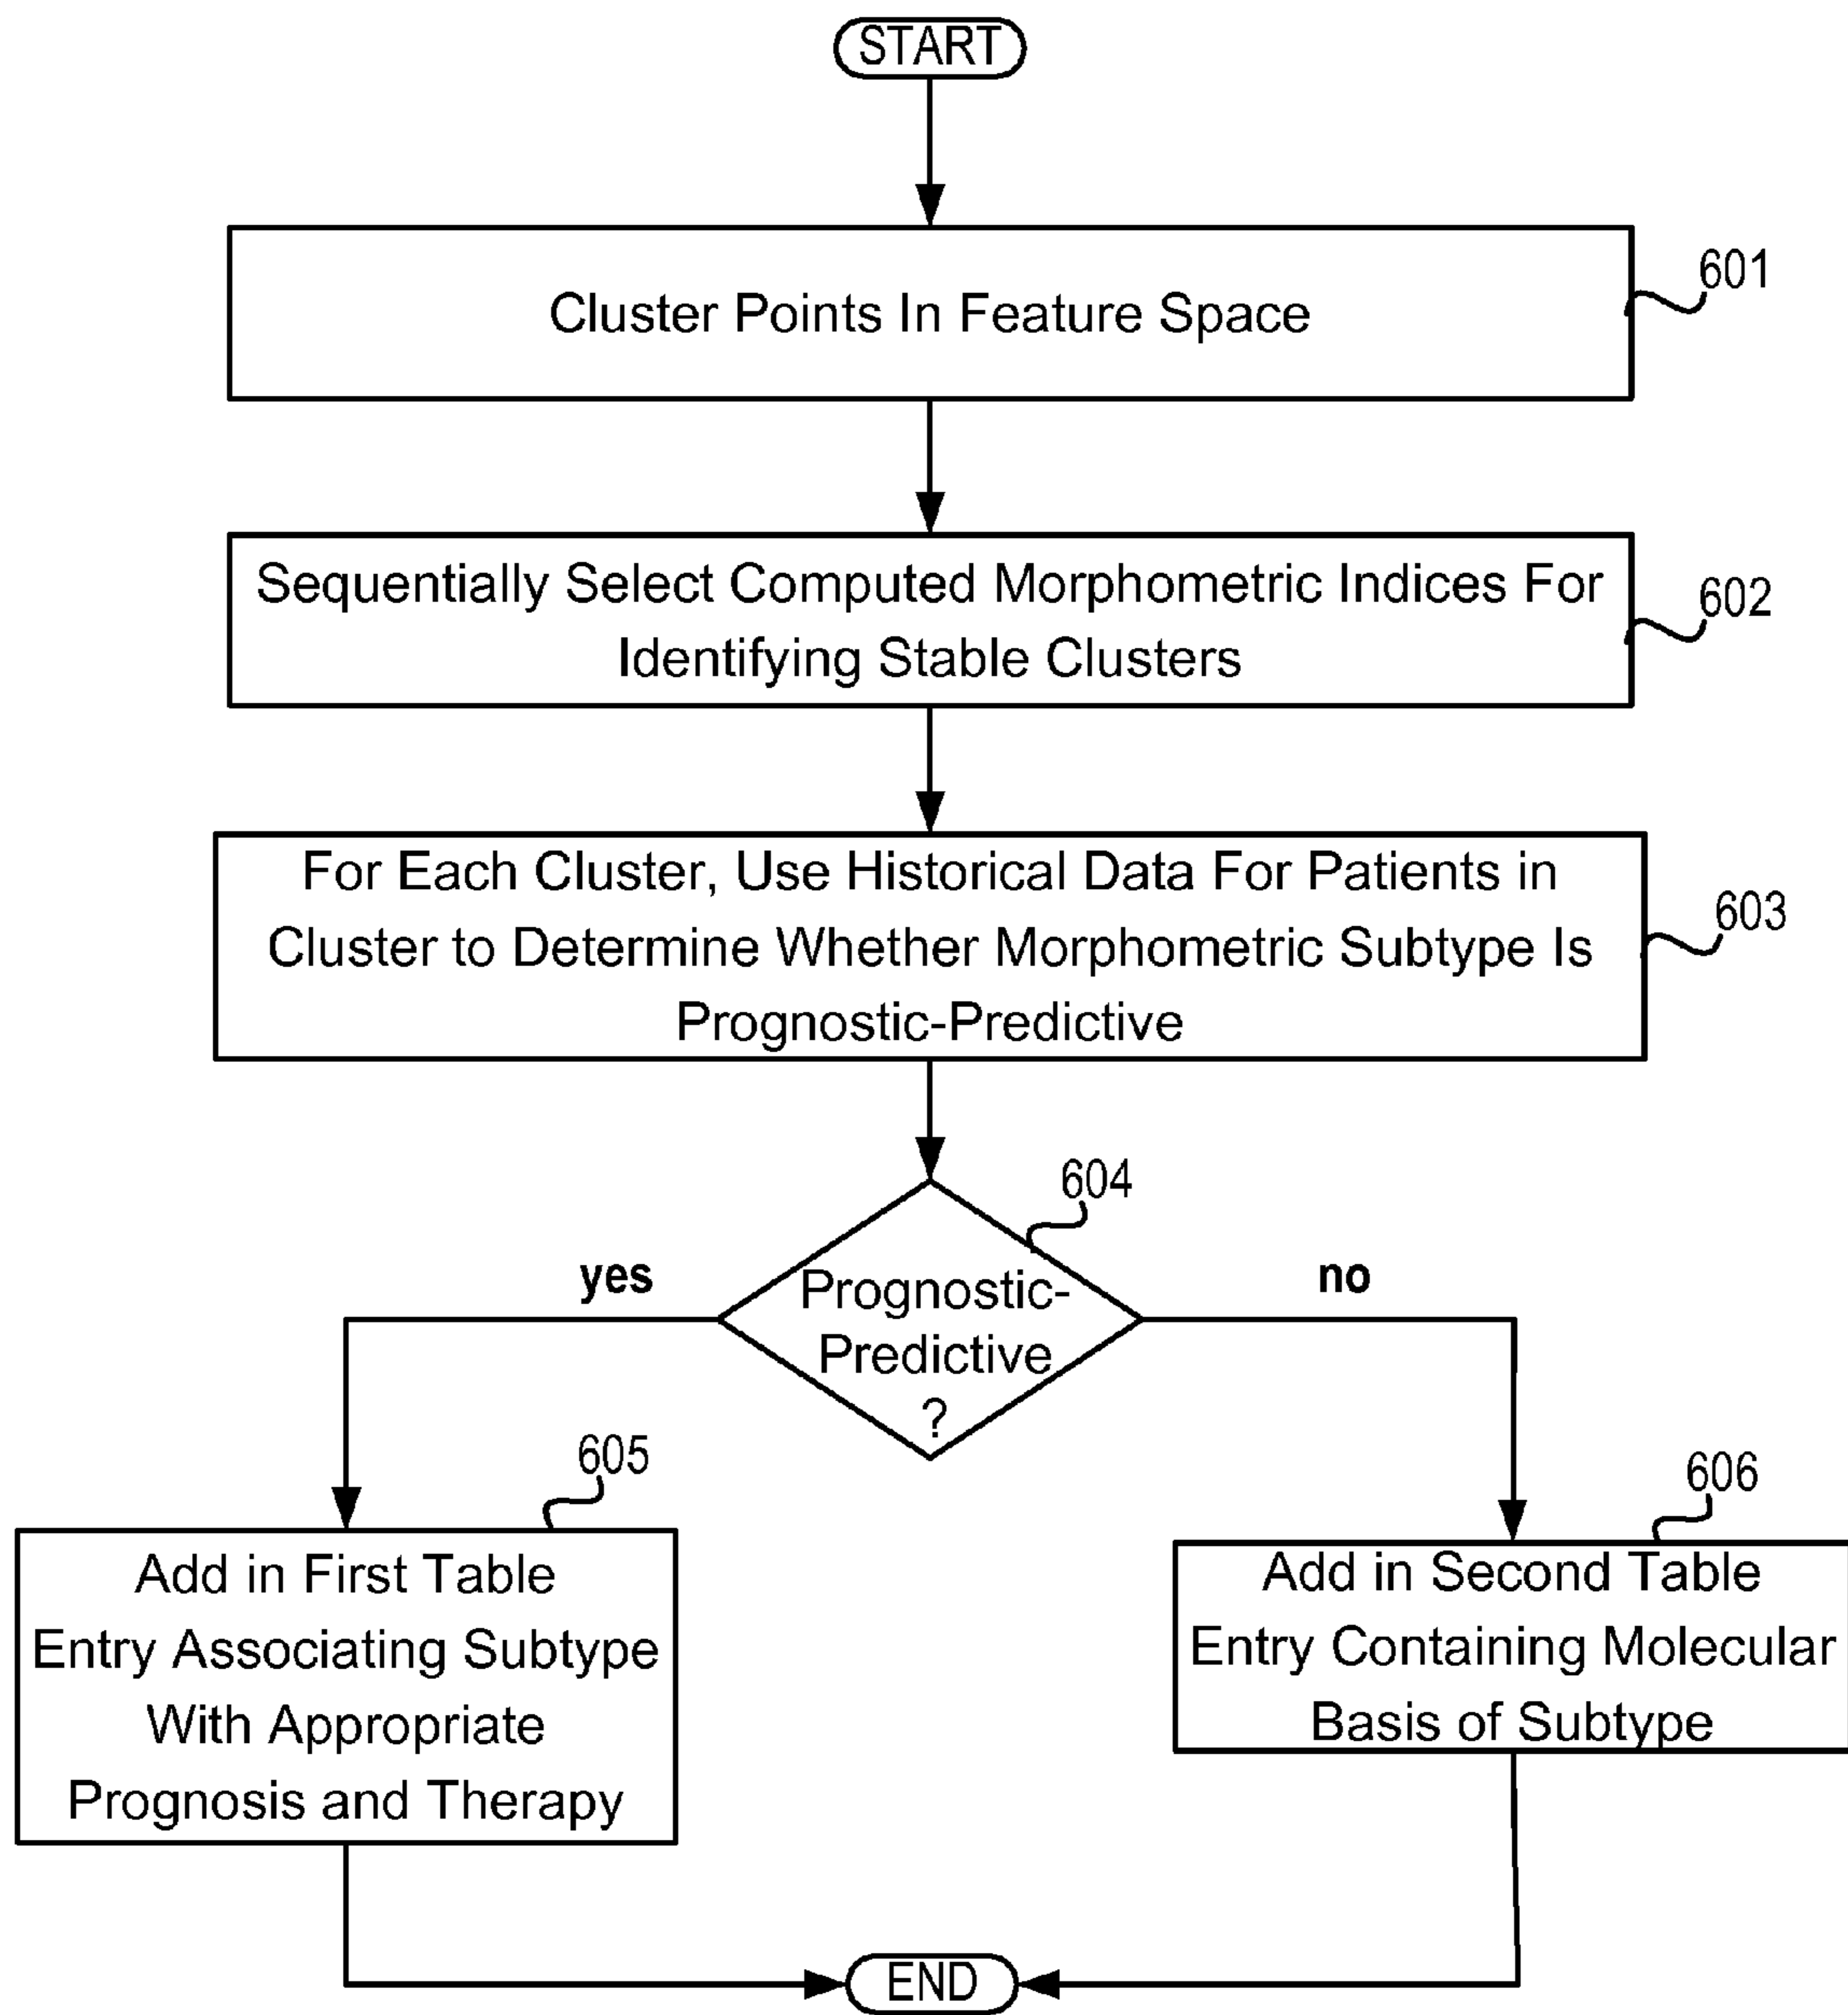 START
Cluster Points In Feature Space
601
Sequentially Select Computed Morphometric Indices For
Identifying Stable Clusters
602
For Each Cluster, Use Historical Data For Patients in
Cluster to Determine Whether Morphometric Subtype Is
Prognostic-Predictive
603
604
yes
Prognostic-
Predictive
?
no
605
Add in First Table
Entry Associating Subtype
With Appropriate
Prognosis and Therapy
606
Add in Second Table
Entry Containing Molecular
Basis of Subtype
END